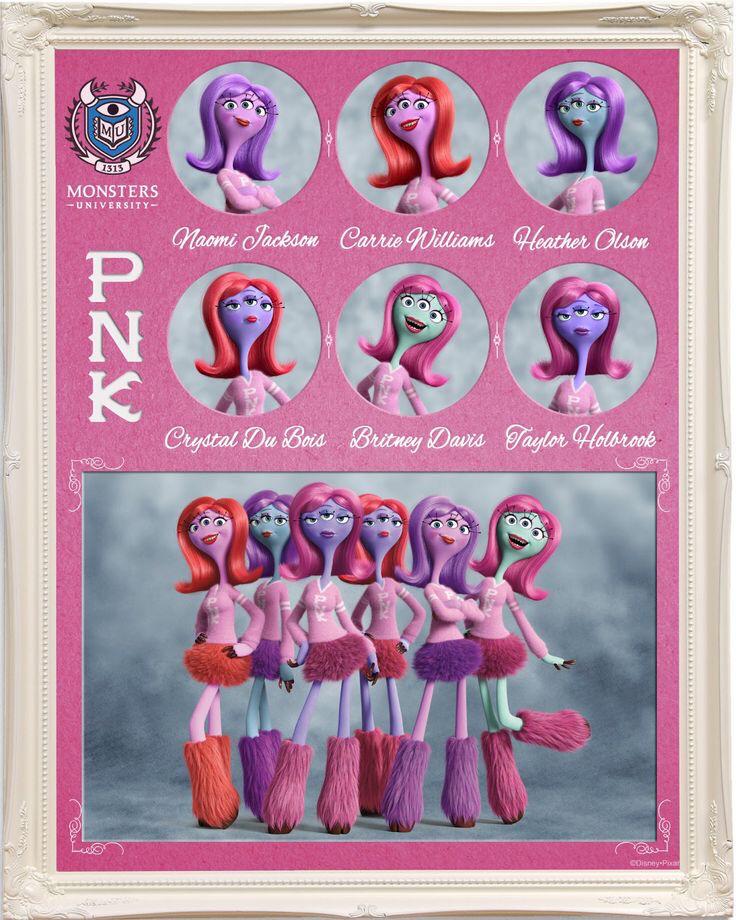 MU
1313
MONSTERS
-UNIVERSITY-
Naomi Jackson Carrie Williams Heather Olson
PNK
Crystal Du Bois Britney Davis Taylor Holbrook
PNK
©Disney•Pixar